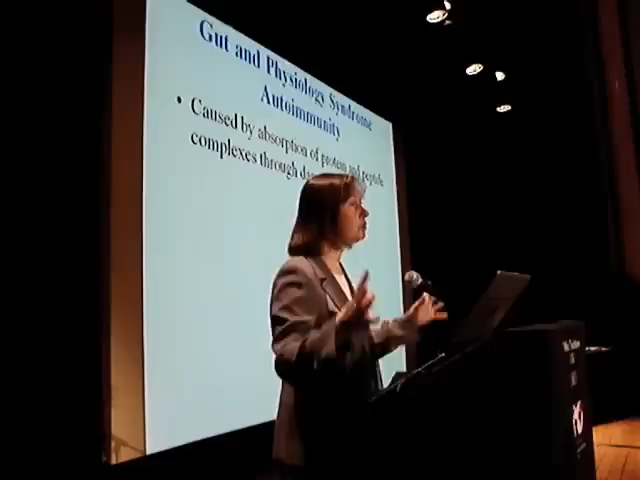 Gut and Physiology Syndrome
Autoimmunity
• Caused by absorption of protein and peptide
complexes through